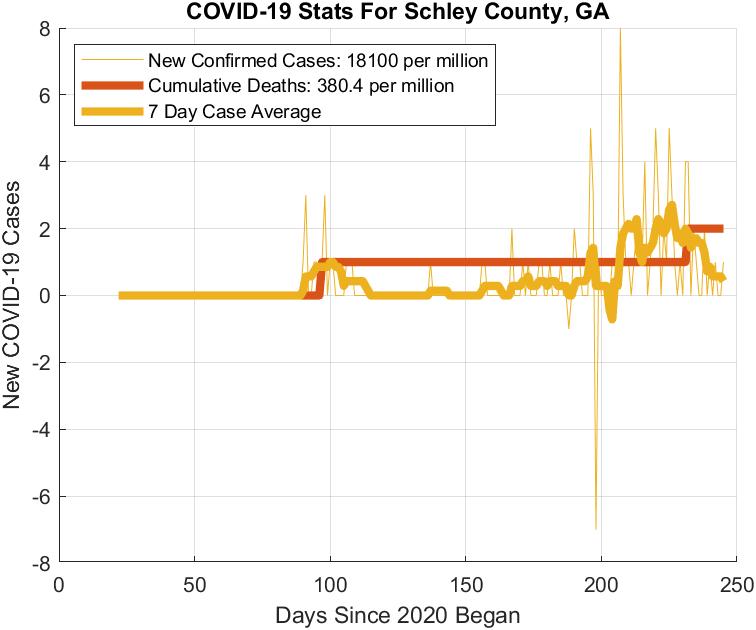 COVID-19 Stats For Schley County, GA
New Confirmed Cases: 18100 per million
Cumulative Deaths: 380.4 per million
7 Day Case Average
New COVID-19 Cases
8
6
4
2
0
-2
-4
-6
-8
0 50 100 150 200 250
Days Since 2020 Began